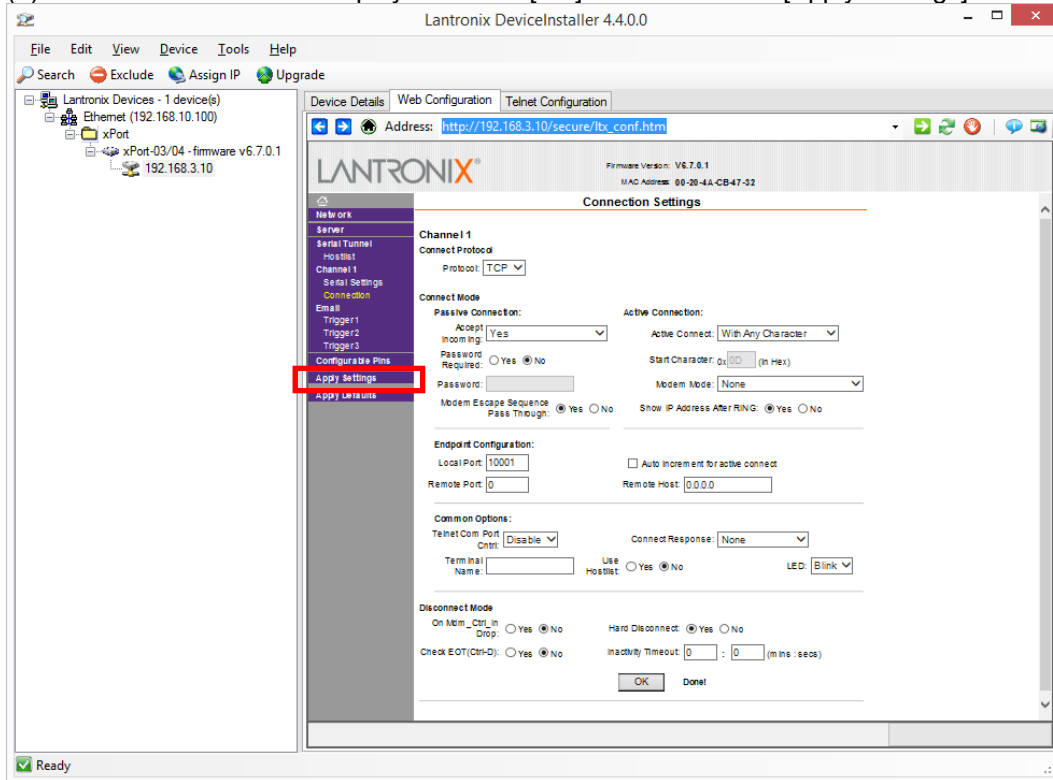 Lantronix DeviceInstaller 4.4.0.0
File Edit View Device Tools Help
Search Exclude Assign IP Upgrade
Lantronix Devices - 1 device(s)
Ethernet (192.168.10.100)
xPort
xPort-03/04 - firmware v6.7.0.1
192.168.3.10
Device Details Web Configuration Telnet Configuration
Address: http://192.168.3.10/secure/ltx_conf.htm
LANTRONIX®
Firmware Version: V6.7.0.1
MAC Address: 00-20-4A-CB-47-32
Network
Server
Serial Tunnel
Hostlist
Channel 1
Serial Settings
Connection
Email
Trigger1
Trigger2
Trigger3
Configurable Pins
Apply Settings
Apply Defaults
Connection Settings
Channel 1
Connect Protocol
Protocol: TCP
Connect Mode
Passive Connection: Active Connection:
Accept Incoming: Yes Active Connect: With Any Character
Password Required: Yes No Start Character: 0x 0D (in Hex)
Password: Modem Mode: None
Modem Escape Sequence Pass Through: Yes No Show IP Address After RING: Yes No
Endpoint Configuration:
Local Port: 10001 Auto increment for active connect
Remote Port: 0 Remote Host: 0.0.0.0
Common Options:
Telnet Com Port Cntrl: Disable Connect Response: None
Terminal Name: Use Hostlist: Yes No LED: Blink
Disconnect Mode
On Mdm_Ctrl_In Drop: Yes No Hard Disconnect: Yes No
Check EOT(Ctrl-D): Yes No Inactivity Timeout: 0 : 0 (mins : secs)
OK Done!
Ready